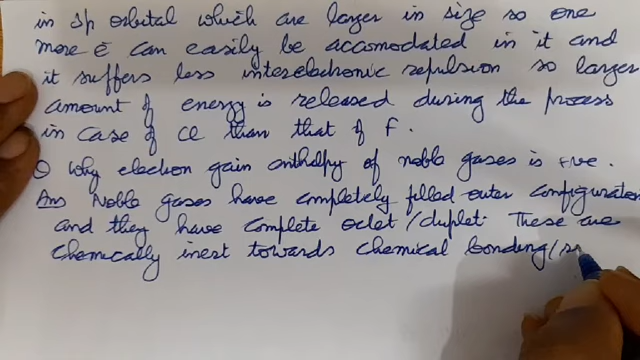 in 3p orbital which are larger in size so one
more e⁻ can easily be accomodated in it and
it suffers less interelectronic repulsion so larger
amount of energy is released during the process
in case of Cl than that of F.
Q Why electron gain enthalpy of noble gases is +ve.
Ans Noble gases have completely filled outer configuration
and they have complete octet/duplet. These are
chemically inert towards chemical bonding/